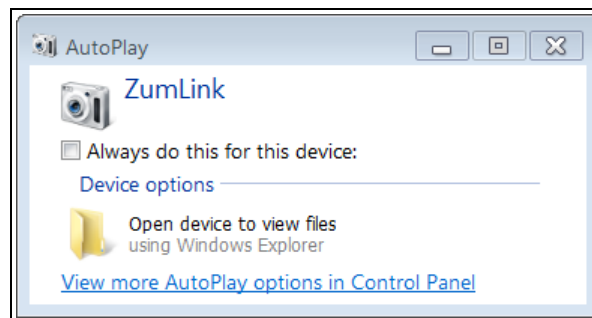 AutoPlay
ZumLink
Always do this for this device:
Device options
Open device to view files
using Windows Explorer
View more AutoPlay options in Control Panel